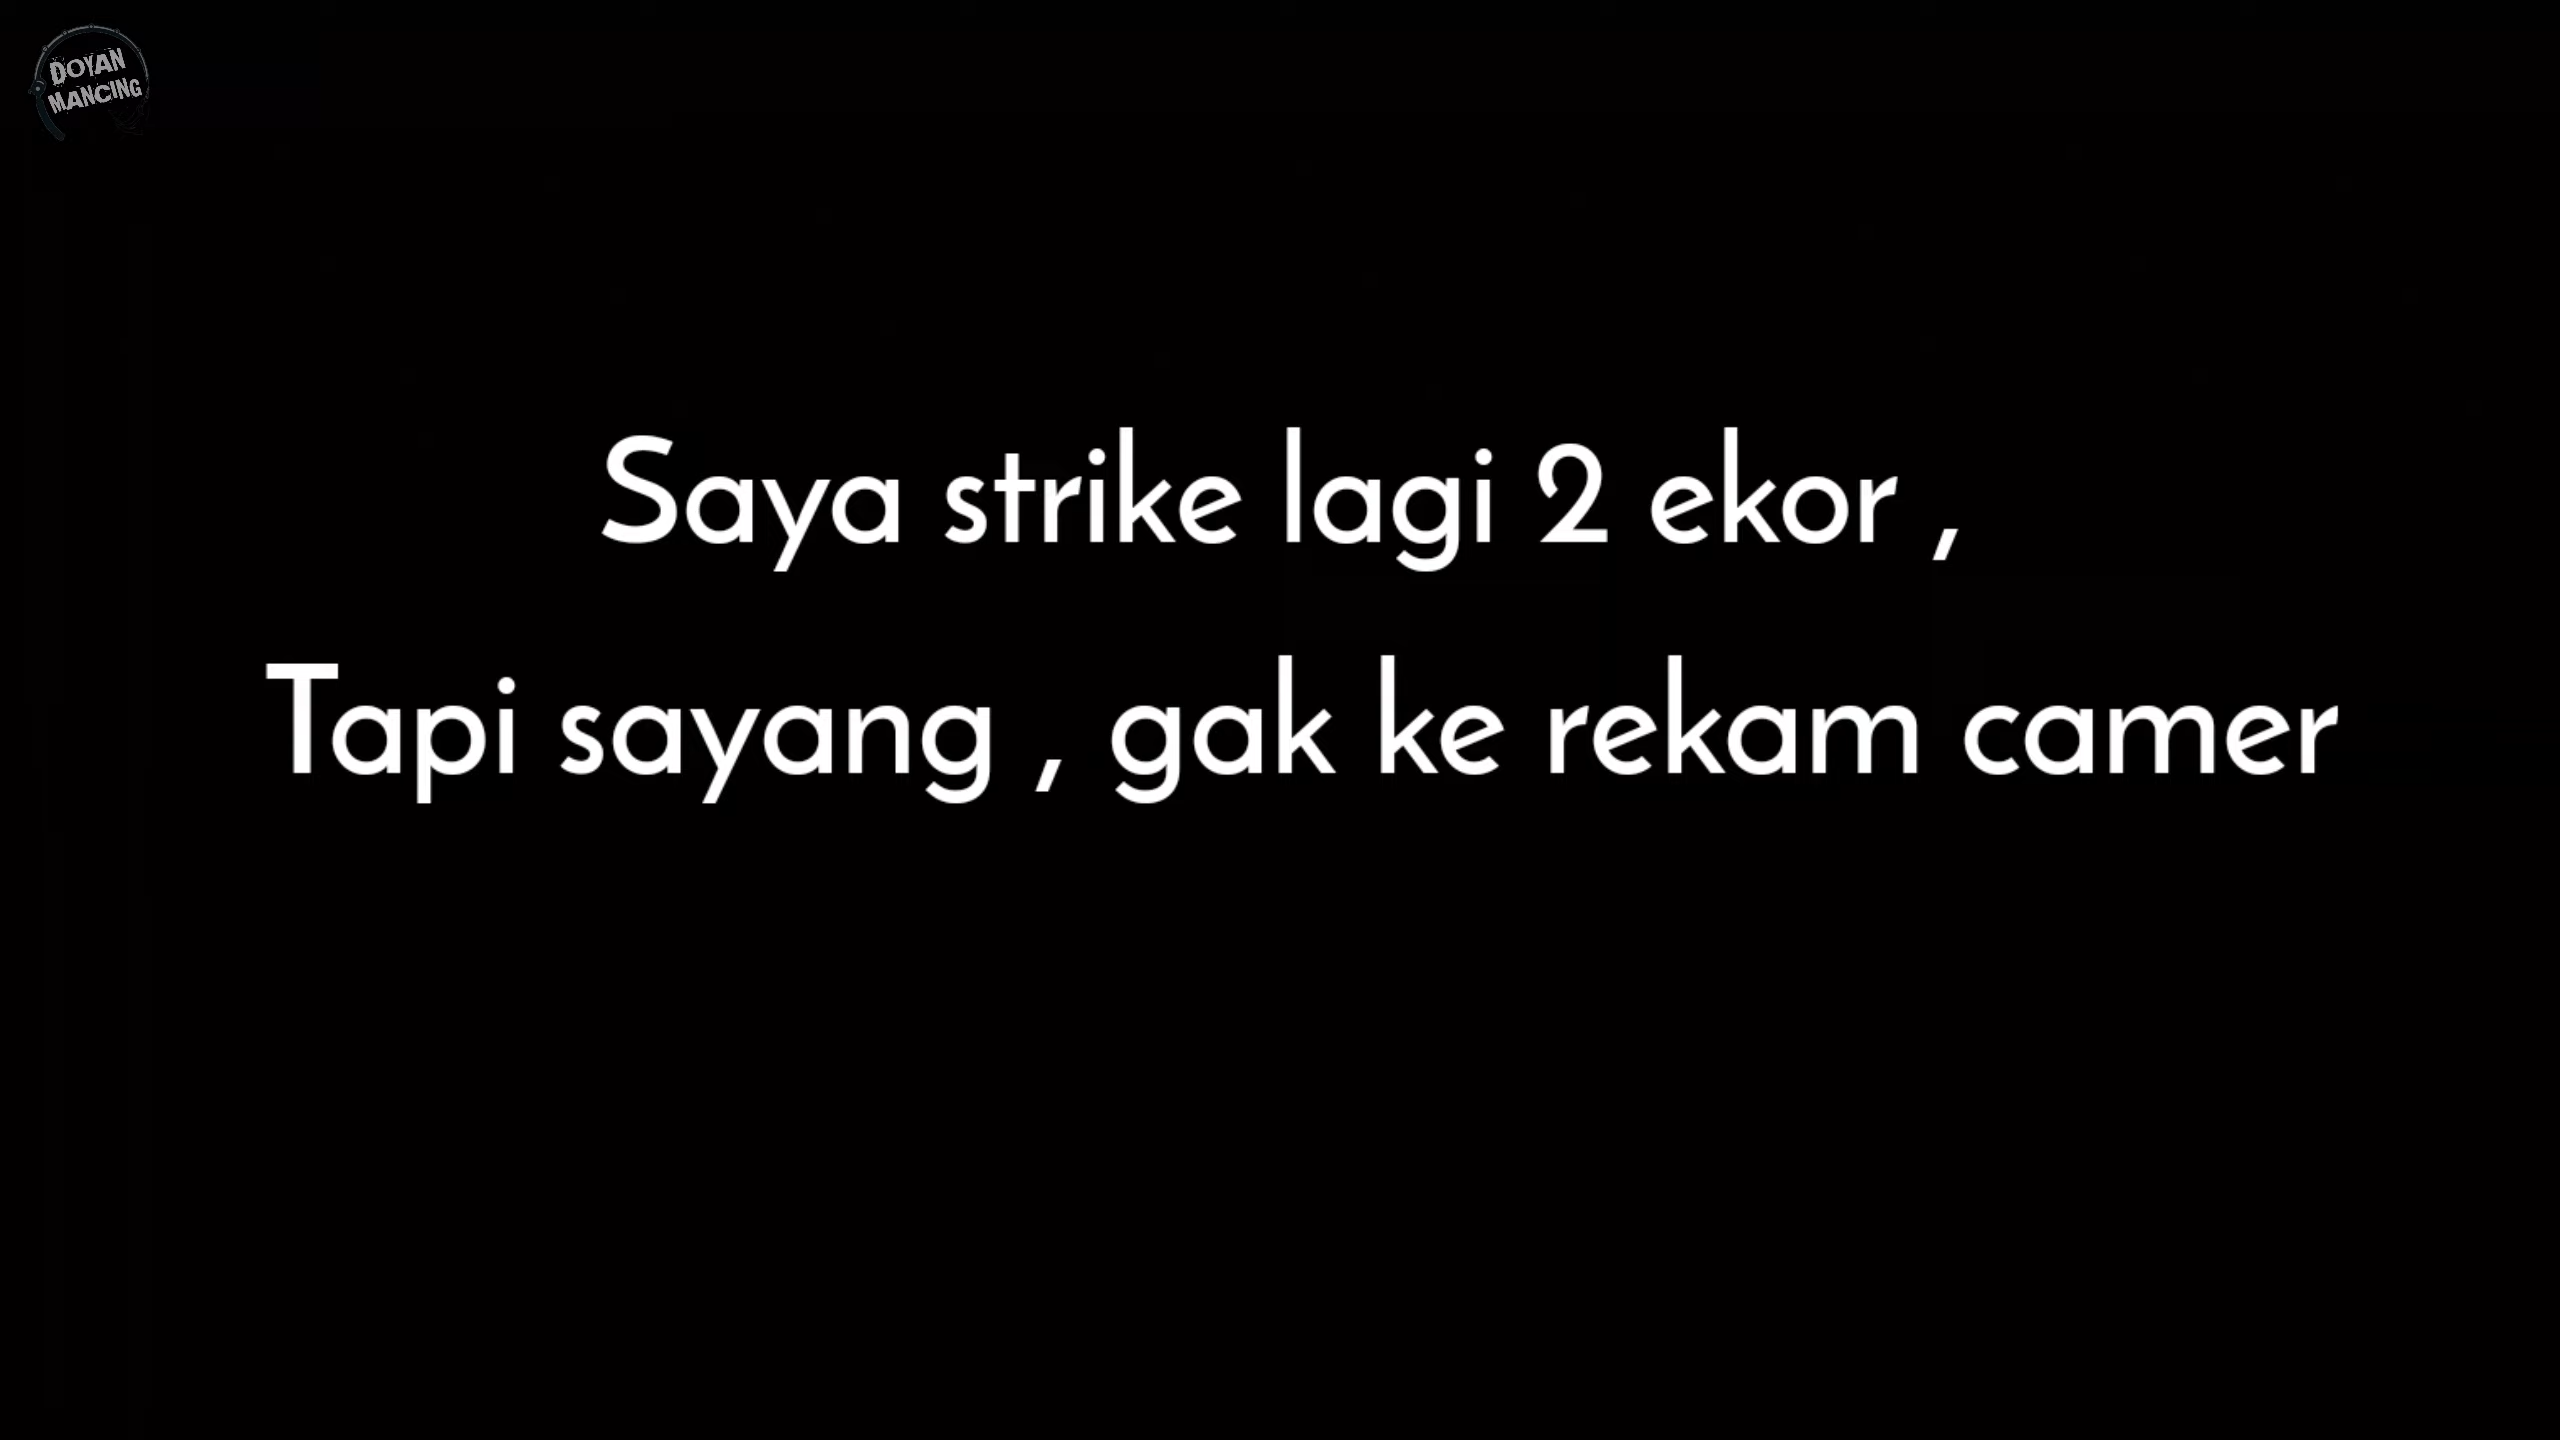 DOYAN
MANCING
Saya strike lagi 2 ekor ,
Tapi sayang , gak ke rekam camer